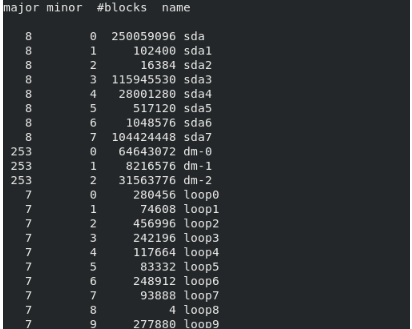 major minor  #blocks  name
   8        0  250059096 sda
   8        1     102400 sda1
   8        2      16384 sda2
   8        3  115945530 sda3
   8        4   28001280 sda4
   8        5     517120 sda5
   8        6    1048576 sda6
   8        7  104424448 sda7
 253        0   64643072 dm-0
 253        1    8216576 dm-1
 253        2   31563776 dm-2
   7        0     280456 loop0
   7        1      74608 loop1
   7        2     456996 loop2
   7        3     242196 loop3
   7        4     117664 loop4
   7        5      83332 loop5
   7        6     248912 loop6
   7        7      93888 loop7
   7        8          4 loop8
   7        9     277880 loop9